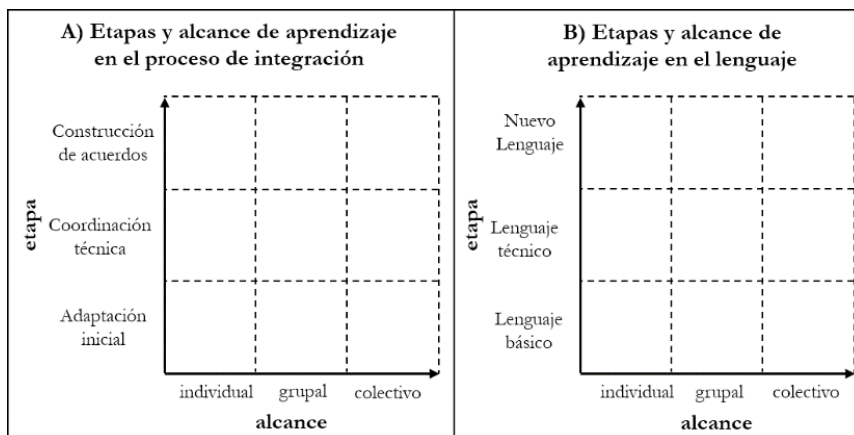 A) Etapas y alcance de aprendizaje
en el proceso de integración
Construcción
de acuerdos
Coordinación
técnica
Adaptación
inicial
etapa
individual grupal colectivo
alcance
B) Etapas y alcance de
aprendizaje en el lenguaje
Nuevo
Lenguaje
Lenguaje
técnico
Lenguaje
básico
etapa
individual grupal colectivo
alcance